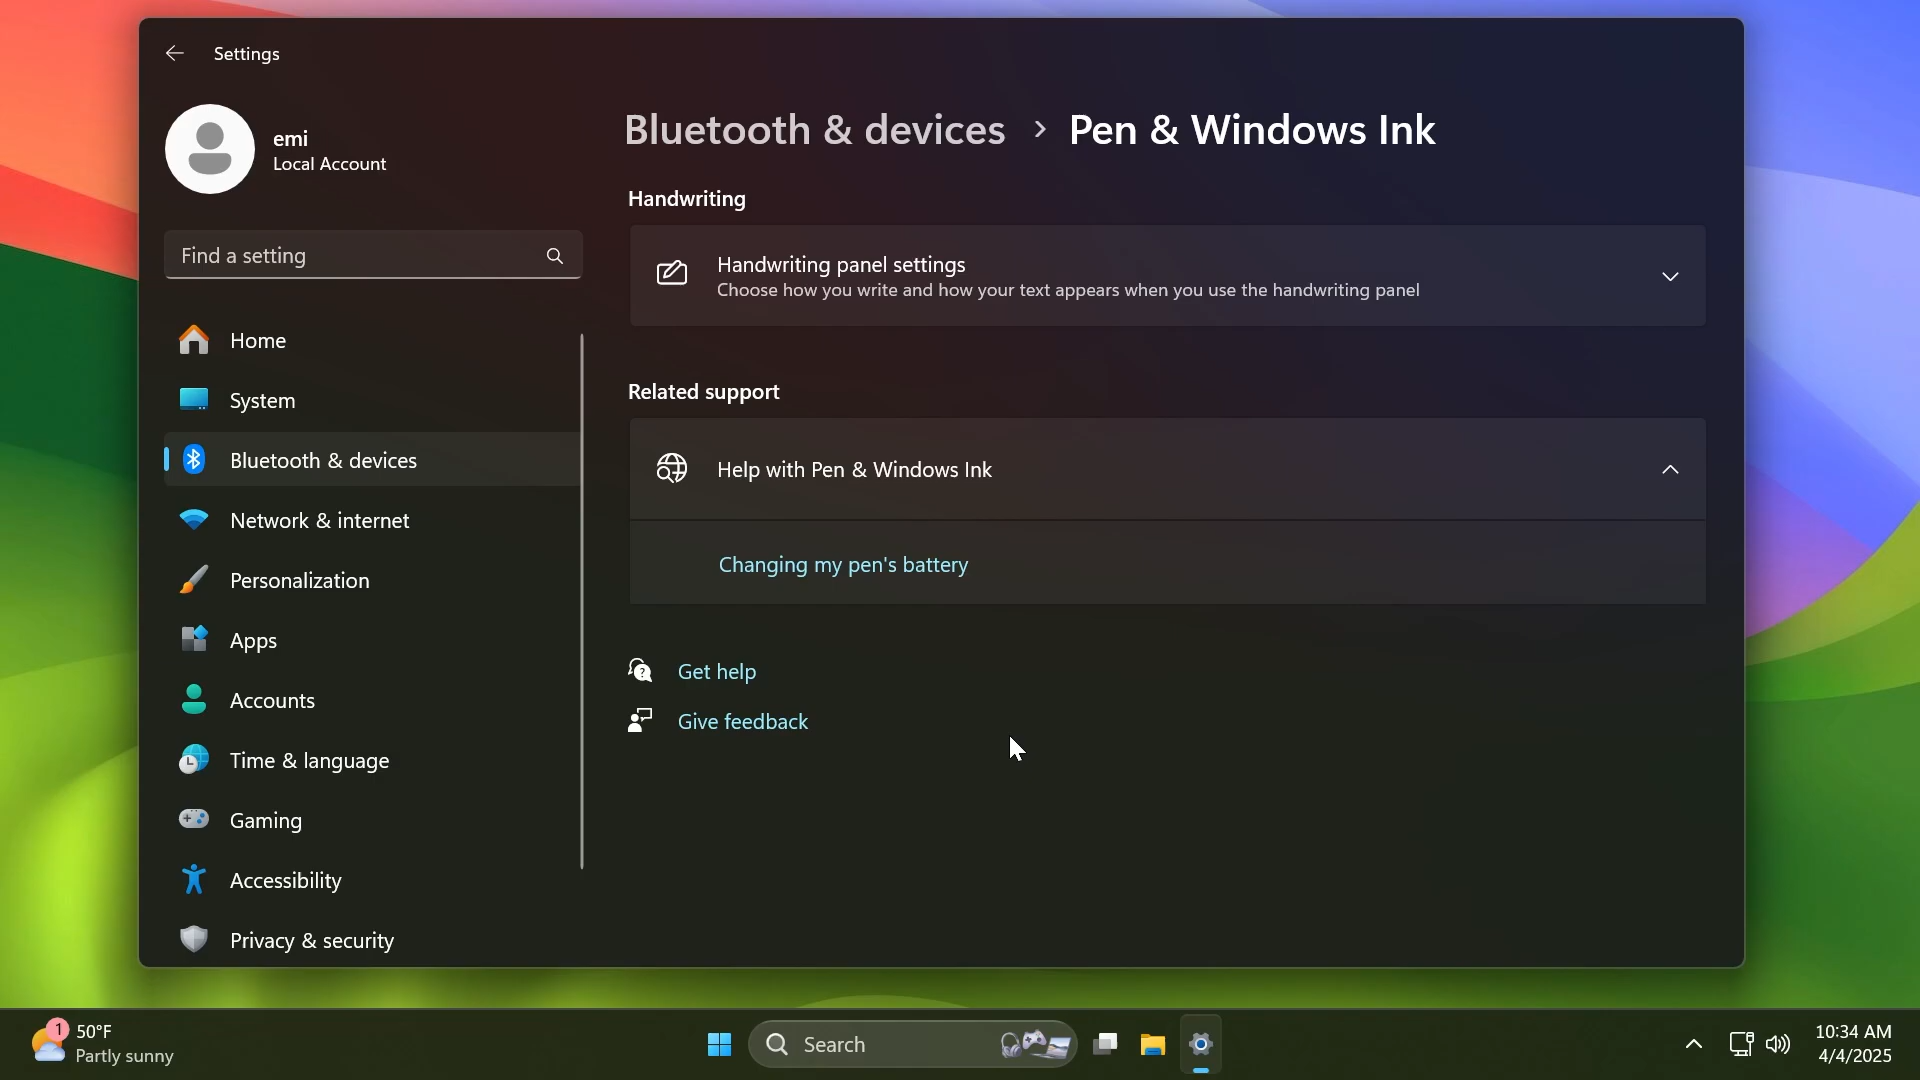 Settings
emi
Local Account
Find a setting
Home
System
Bluetooth & devices
Network & internet
Personalization
Apps
Accounts
Time & language
Gaming
Accessibility
Privacy & security
Bluetooth & devices › Pen & Windows Ink
Handwriting
Handwriting panel settings
Choose how you write and how your text appears when you use the handwriting panel
Related support
Help with Pen & Windows Ink
Changing my pen's battery
Get help
Give feedback
1
50°F
Partly sunny
Search
10:34 AM
4/4/2025